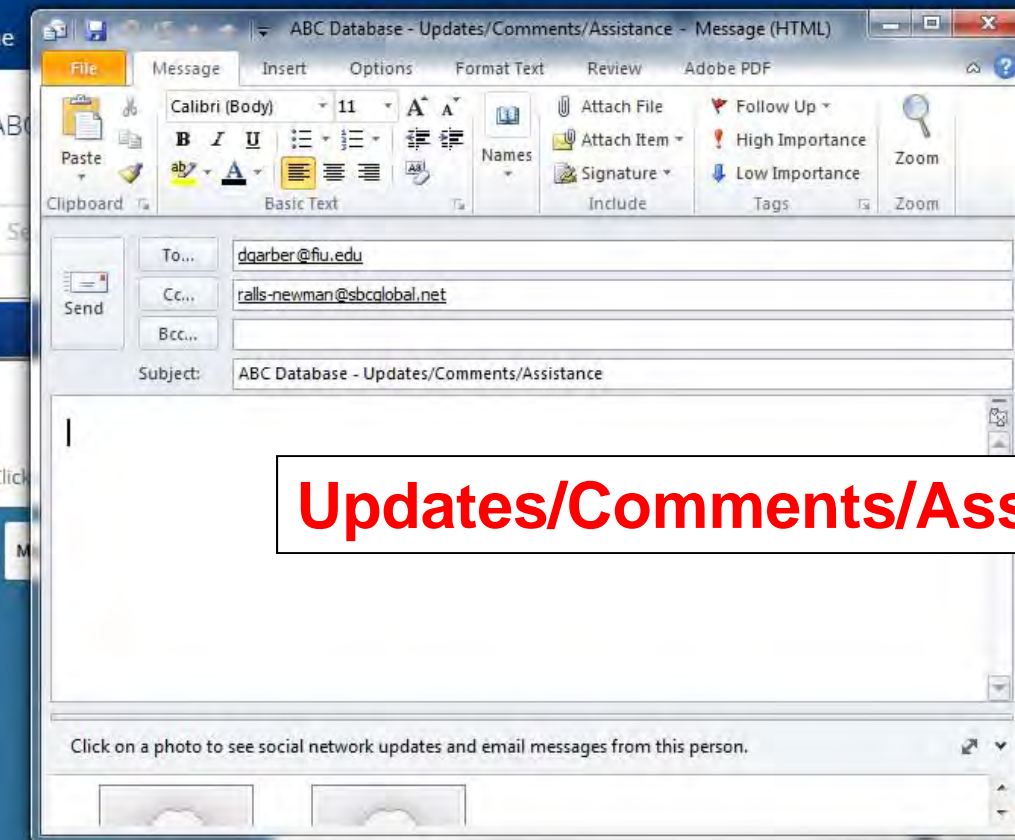 ABC Database - Updates/Comments/Assistance - Message (HTML)
File Message Insert Options Format Text Review Adobe PDF
Calibri (Body) 11
Paste
Names
Attach File
Attach Item
Signature
Follow Up
High Importance
Low Importance
Zoom
Clipboard Basic Text Include Tags Zoom
To... dgarber@fiu.edu
Cc... ralls-newman@sbcglobal.net
Send
Bcc...
Subject: ABC Database - Updates/Comments/Assistance
Updates/Comments/Ass
Click on a photo to see social network updates and email messages from this person.